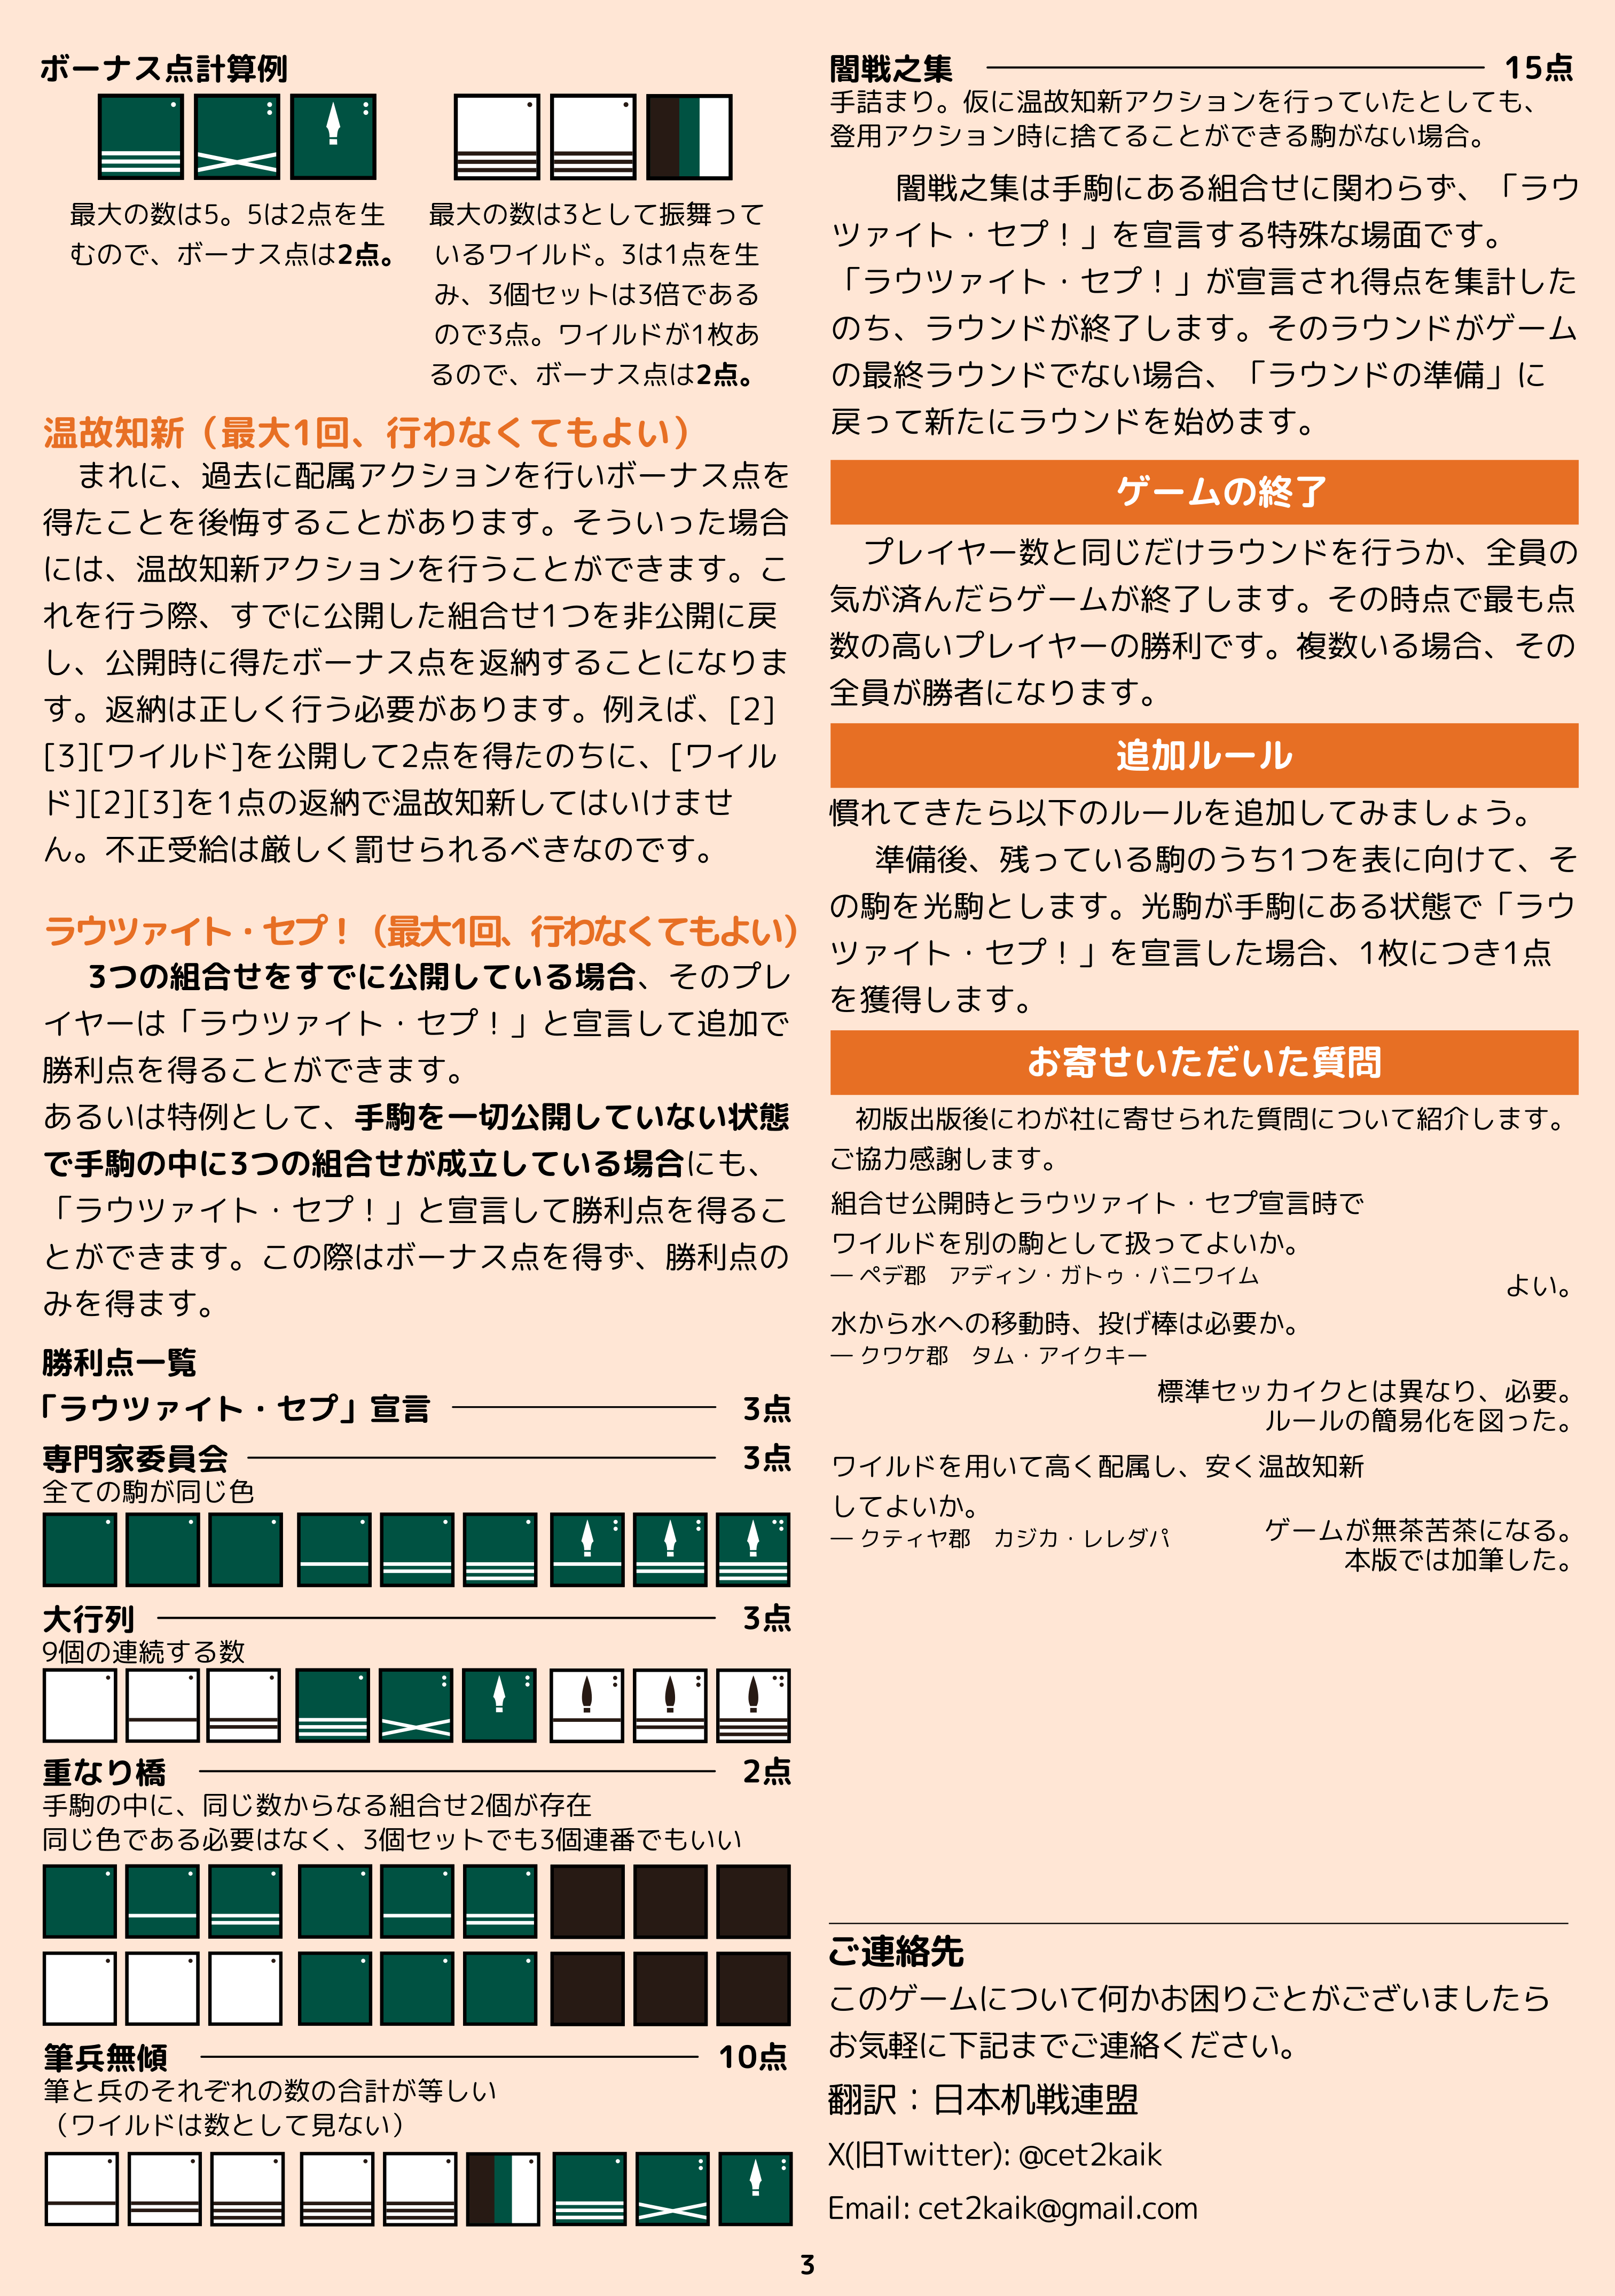 ボーナス点計算例
最大の数は5。5は2点を生
むので、ボーナス点は2点。
最大の数は3として振舞って
いるワイルド。3は1点を生
み、3個セットは3倍である
ので3点。ワイルドが1枚あ
るので、ボーナス点は2点。
温故知新（最大1回、行わなくてもよい）
まれに、過去に配属アクションを行いボーナス点を
得たことを後悔することがあります。そういった場合
には、温故知新アクションを行うことができます。こ
れを行う際、すでに公開した組合せ1つを非公開に戻
し、公開時に得たボーナス点を返納することになりま
す。返納は正しく行う必要があります。例えば、[2]
[3][ワイルド]を公開して2点を得たのちに、[ワイル
ド][2][3]を1点の返納で温故知新してはいけませ
ん。不正受給は厳しく罰せられるべきなのです。
ラウツァイト・セプ！（最大1回、行わなくてもよい）
3つの組合せをすでに公開している場合、そのプレ
イヤーは「ラウツァイト・セプ！」と宣言して追加で
勝利点を得ることができます。
あるいは特例として、手駒を一切公開していない状態
で手駒の中に3つの組合せが成立している場合にも、
「ラウツァイト・セプ！」と宣言して勝利点を得るこ
とができます。この際はボーナス点を得ず、勝利点の
みを得ます。
勝利点一覧
「ラウツァイト・セプ」宣言 3点
専門家委員会 3点
全ての駒が同じ色
大行列 3点
9個の連続する数
重なり橋 2点
手駒の中に、同じ数からなる組合せ2個が存在
同じ色である必要はなく、3個セットでも3個連番でもいい
筆兵無傾 10点
筆と兵のそれぞれの数の合計が等しい
（ワイルドは数として見ない）
闇戦之集 15点
手詰まり。仮に温故知新アクションを行っていたとしても、
登用アクション時に捨てることができる駒がない場合。
闇戦之集は手駒にある組合せに関わらず、「ラウ
ツァイト・セプ！」を宣言する特殊な場面です。
「ラウツァイト・セプ！」が宣言され得点を集計した
のち、ラウンドが終了します。そのラウンドがゲーム
の最終ラウンドでない場合、「ラウンドの準備」に
戻って新たにラウンドを始めます。
ゲームの終了
プレイヤー数と同じだけラウンドを行うか、全員の
気が済んだらゲームが終了します。その時点で最も点
数の高いプレイヤーの勝利です。複数いる場合、その
全員が勝者になります。
追加ルール
慣れてきたら以下のルールを追加してみましょう。
準備後、残っている駒のうち1つを表に向けて、そ
の駒を光駒とします。光駒が手駒にある状態で「ラウ
ツァイト・セプ！」を宣言した場合、1枚につき1点
を獲得します。
お寄せいただいた質問
初版出版後にわが社に寄せられた質問について紹介します。
ご協力感謝します。
組合せ公開時とラウツァイト・セプ宣言時で
ワイルドを別の駒として扱ってよいか。
— ペデ郡　アディン・ガトゥ・バニワイム
よい。
水から水への移動時、投げ棒は必要か。
— クワケ郡　タム・アイクキー
標準セッカイクとは異なり、必要。
ルールの簡易化を図った。
ワイルドを用いて高く配属し、安く温故知新
してよいか。
— クティヤ郡　カジカ・レレダパ
ゲームが無茶苦茶になる。
本版では加筆した。
ご連絡先
このゲームについて何かお困りごとがございましたら
お気軽に下記までご連絡ください。
翻訳：日本机戦連盟
X(旧Twitter): @cet2kaik
Email: cet2kaik@gmail.com
3